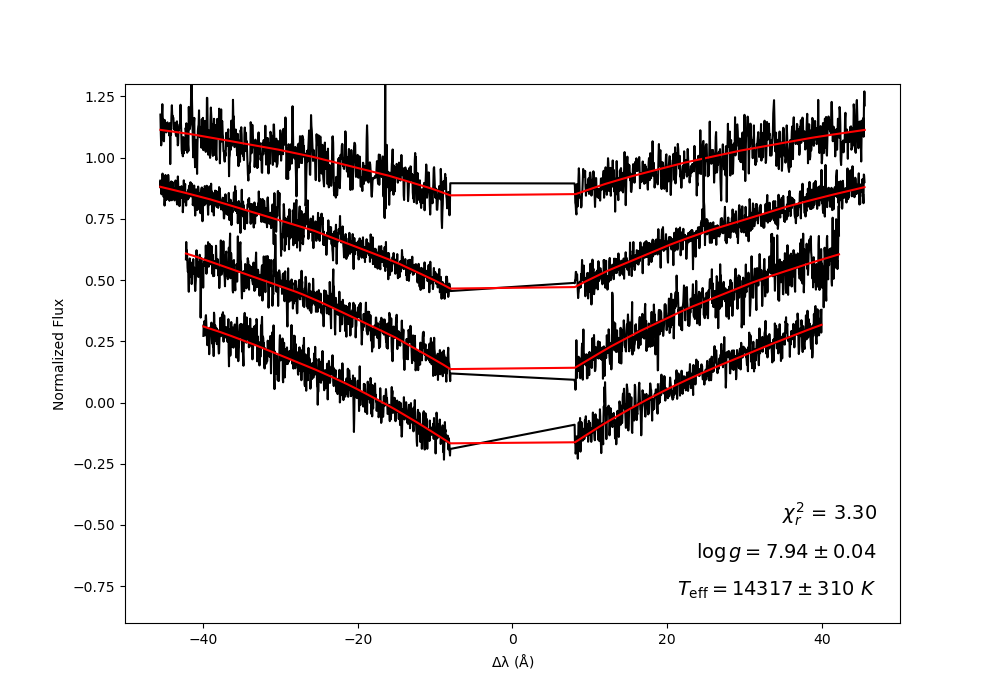 1.25
1.00
0.75
0.50
0.25
0.00
−0.25
−0.50
−0.75
Normalized Flux
χ²ᵣ = 3.30
log g = 7.94 ± 0.04
T_eff = 14317 ± 310 K
−40 −20 0 20 40
Δλ (Å)